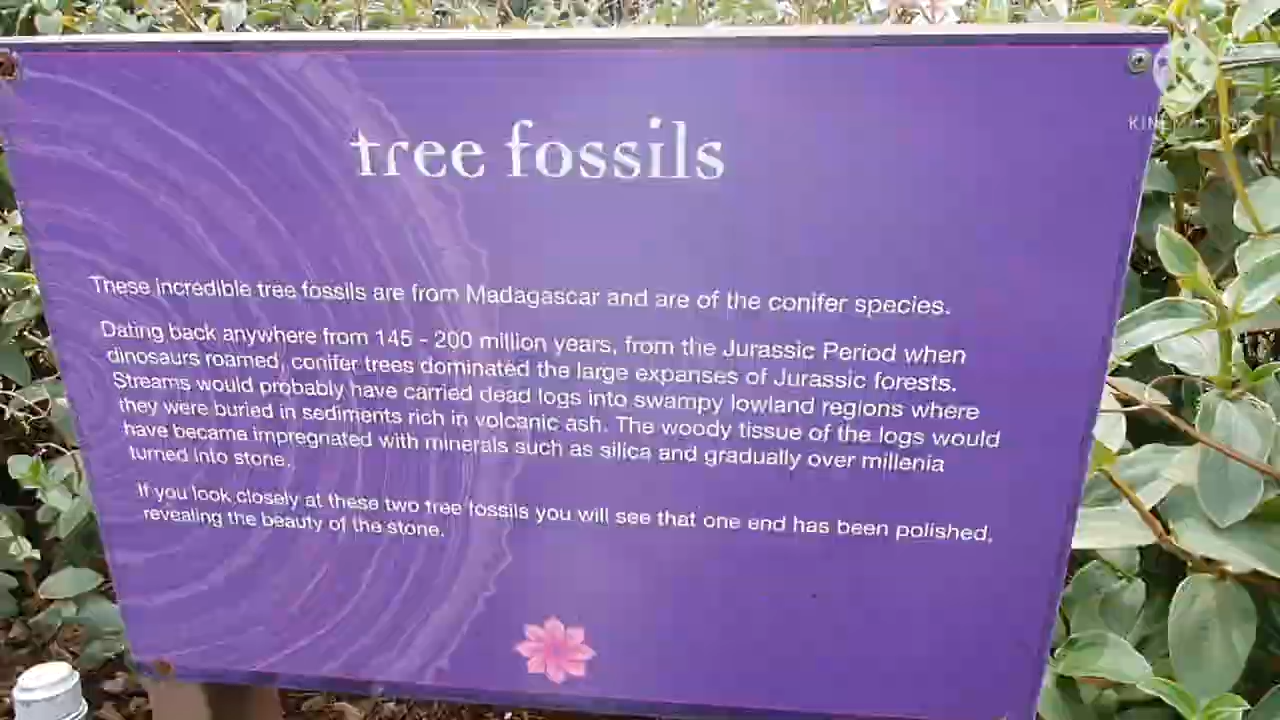 tree fossils
These incredible tree fossils are from Madagascar and are of the conifer species.
Dating back anywhere from 145 - 200 million years, from the Jurassic Period when
dinosaurs roamed, conifer trees dominated the large expanses of Jurassic forests.
Streams would probably have carried dead logs into swampy lowland regions where
they were buried in sediments rich in volcanic ash. The woody tissue of the logs would
have became impregnated with minerals such as silica and gradually over millenia
turned into stone.
If you look closely at these two tree fossils you will see that one end has been polished,
revealing the beauty of the stone.
K
KINEMASTER